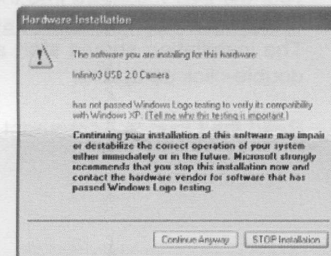 Hardware Installation
The software you are installing for this hardware:
Infinity3 USB 2.0 Camera
has not passed Windows Logo testing to verify its compatibility
with Windows XP. (Tell me why this testing is important.)
Continuing your installation of this software may impair
or destabilize the correct operation of your system
either immediately or in the future. Microsoft strongly
recommends that you stop this installation now and
contact the hardware vendor for software that has
passed Windows Logo testing.
Continue Anyway
STOP Installation